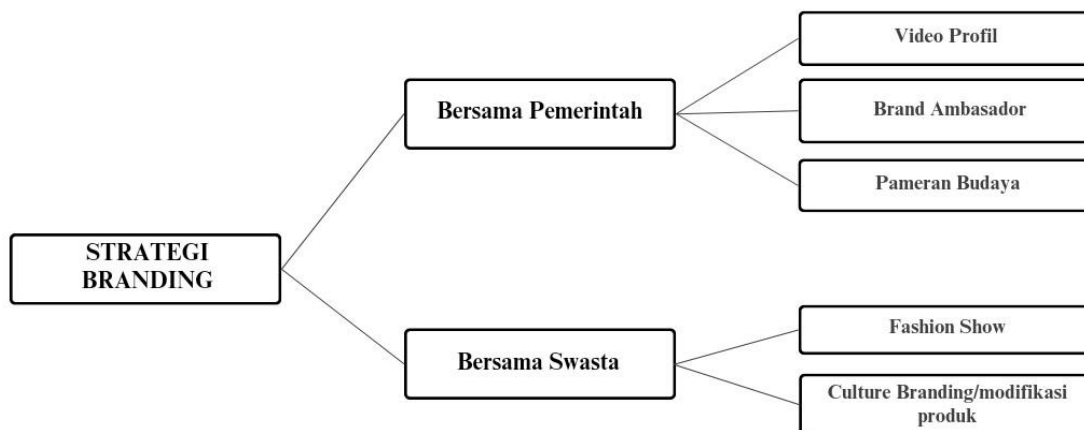 Video Profil
Bersama Pemerintah
Brand Ambasador
Pameran Budaya
STRATEGI
BRANDING
Fashion Show
Bersama Swasta
Culture Branding/modifikasi
produk